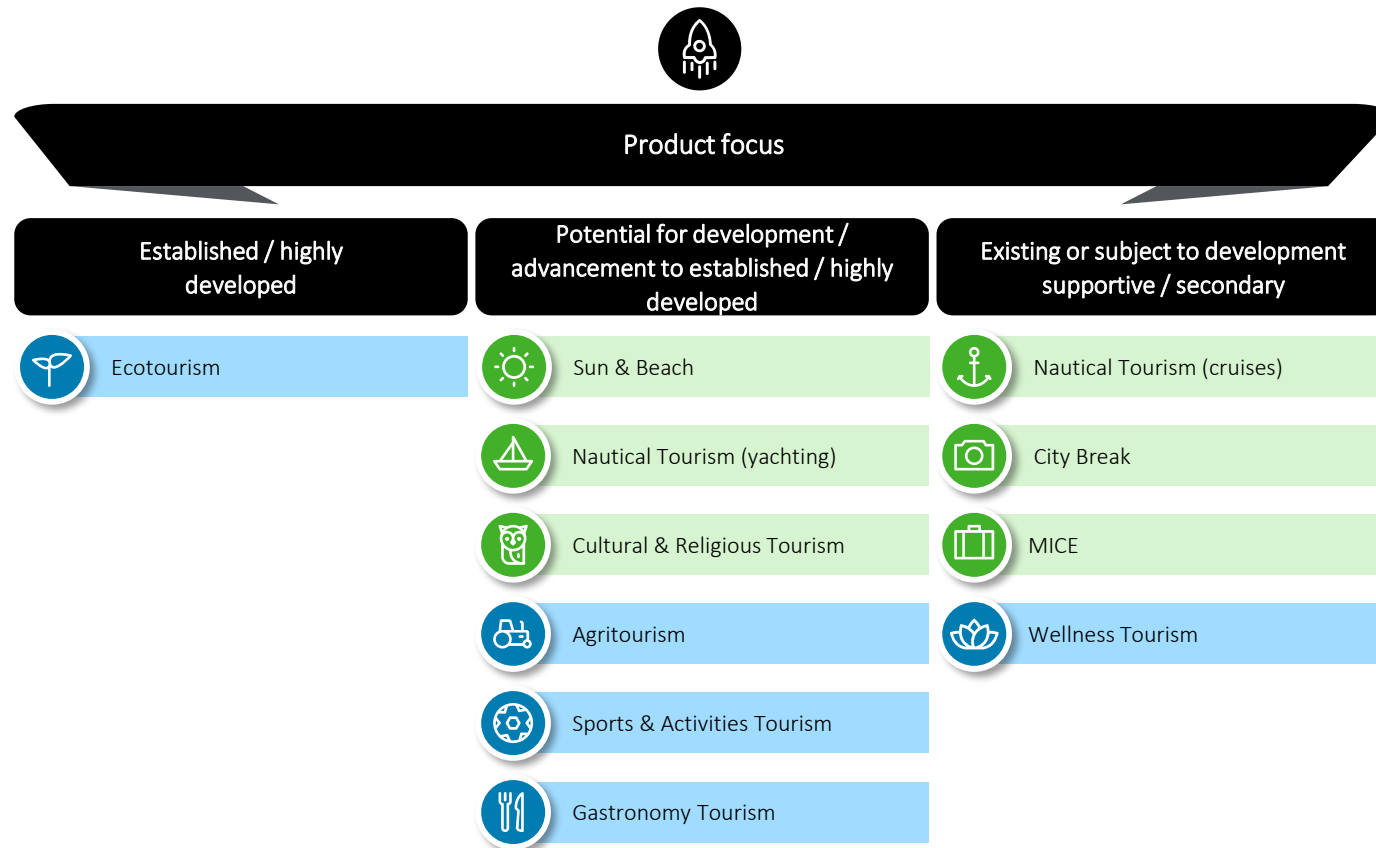 Product focus
Established / highly
developed
Ecotourism
Potential for development /
advancement to established / highly
developed
Sun & Beach
Nautical Tourism (yachting)
Cultural & Religious Tourism
Agritourism
Sports & Activities Tourism
Gastronomy Tourism
Existing or subject to development
supportive / secondary
Nautical Tourism (cruises)
City Break
MICE
Wellness Tourism